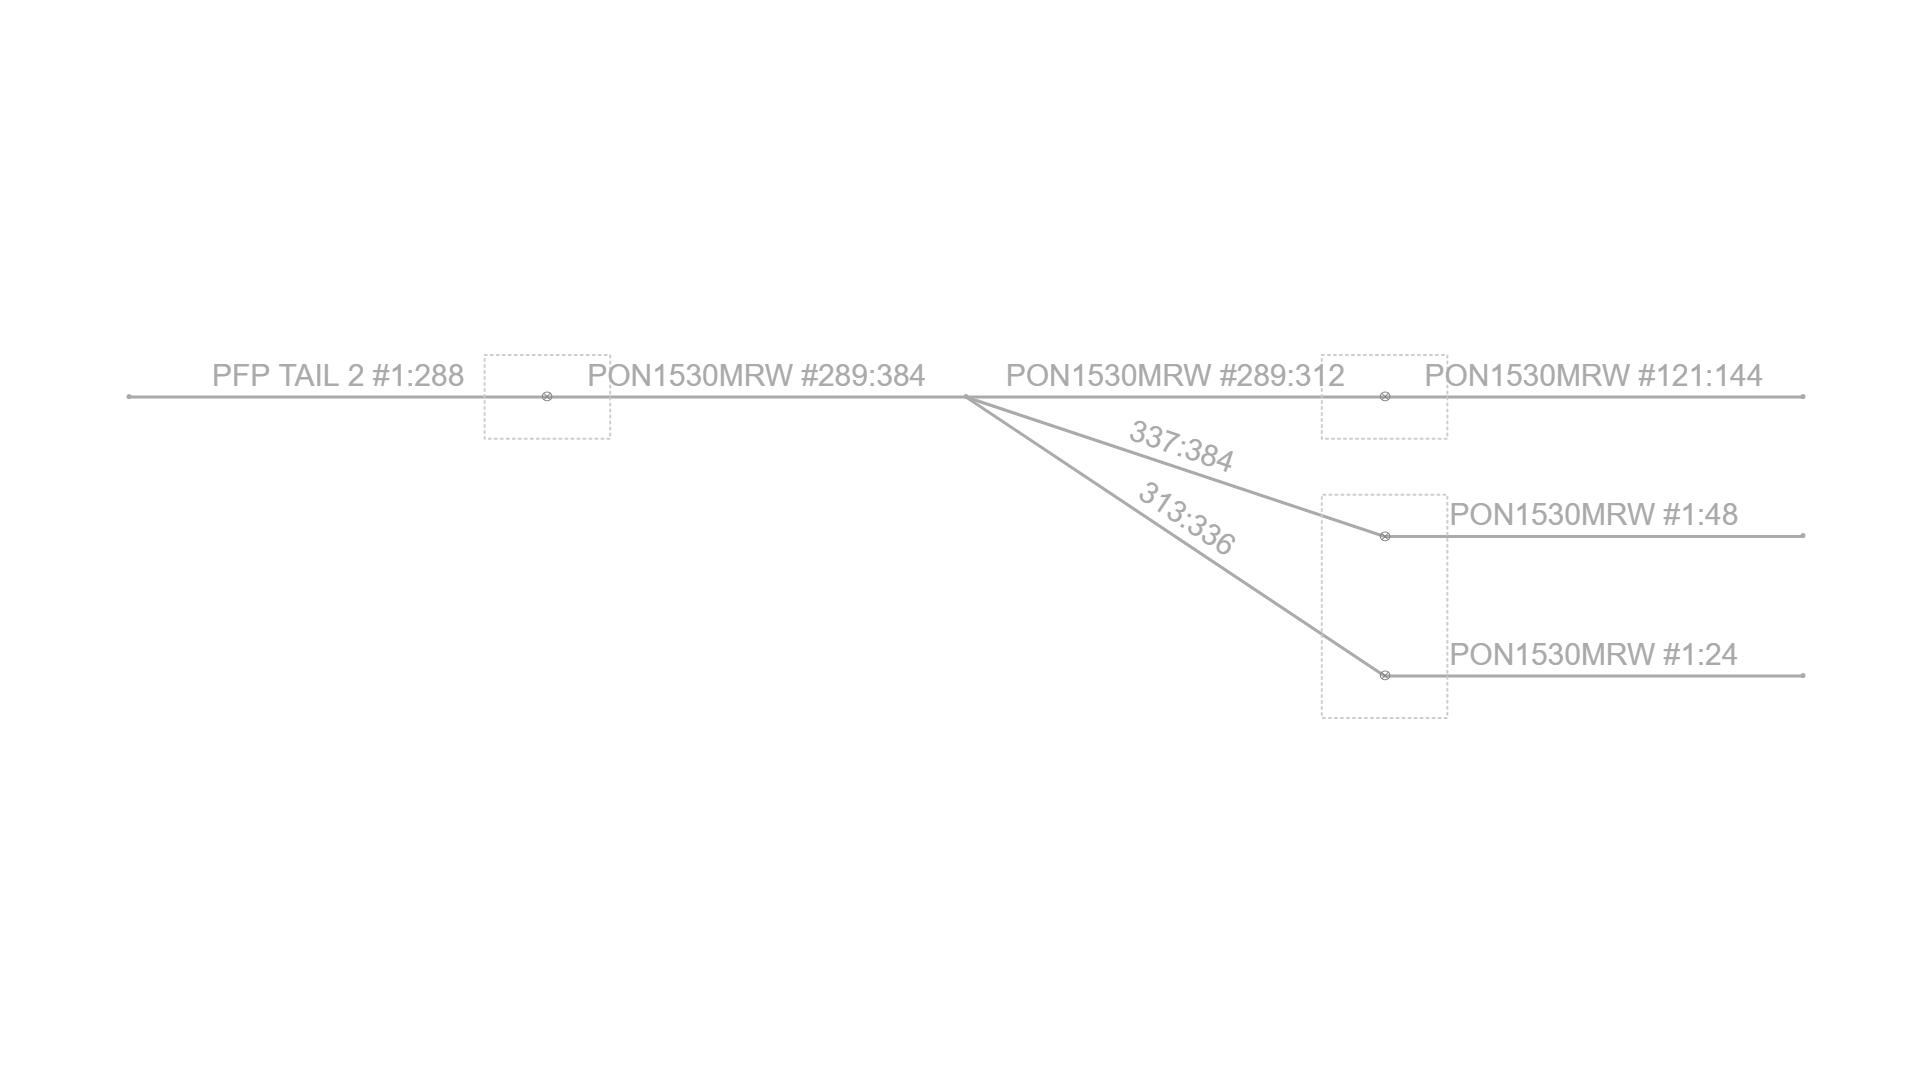 PFP TAIL 2 #1:288
PON1530MRW #289:384
PON1530MRW #289:312
PON1530MRW #121:144
337:384
313:336
PON1530MRW #1:48
PON1530MRW #1:24